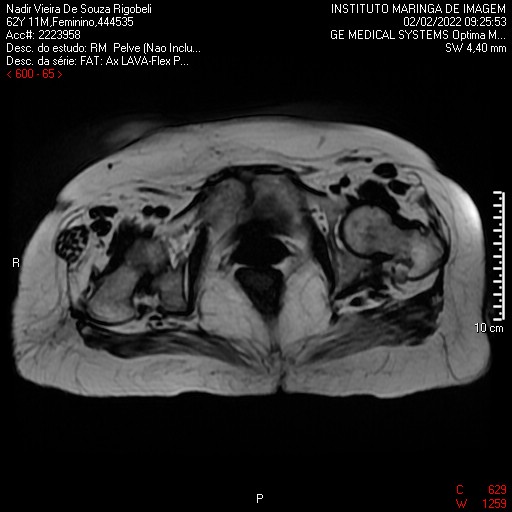 Nadir Vieira De Souza Rigobeli
62Y 11M,Feminino,444535
Acc#: 2223958
Desc. do estudo: RM Pelve (Nao Inclu...
Desc. da série: FAT: Ax LAVA-Flex P...
< 600 - 65 >
INSTITUTO MARINGA DE IMAGEM
02/02/2022 09:25:53
GE MEDICAL SYSTEMS Optima M...
SW 4,40 mm
R
10 cm
P
C 629
W 1259